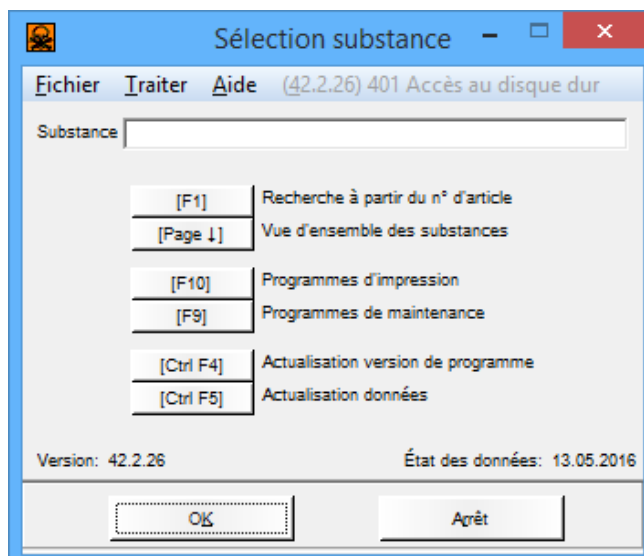 Sélection substance
Fichier Traiter Aide (42.2.26) 401 Accès au disque dur
Substance
[F1] Recherche à partir du n° d'article
[Page ↓] Vue d'ensemble des substances
[F10] Programmes d'impression
[F9] Programmes de maintenance
[Ctrl F4] Actualisation version de programme
[Ctrl F5] Actualisation données
Version: 42.2.26 État des données: 13.05.2016
OK Arrêt